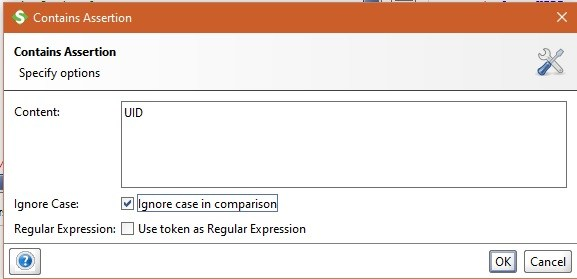 Contains Assertion
Contains Assertion
Specify options
Content:
UID
Ignore Case:
Ignore case in comparison
Regular Expression:
Use token as Regular Expression
?
OK
Cancel